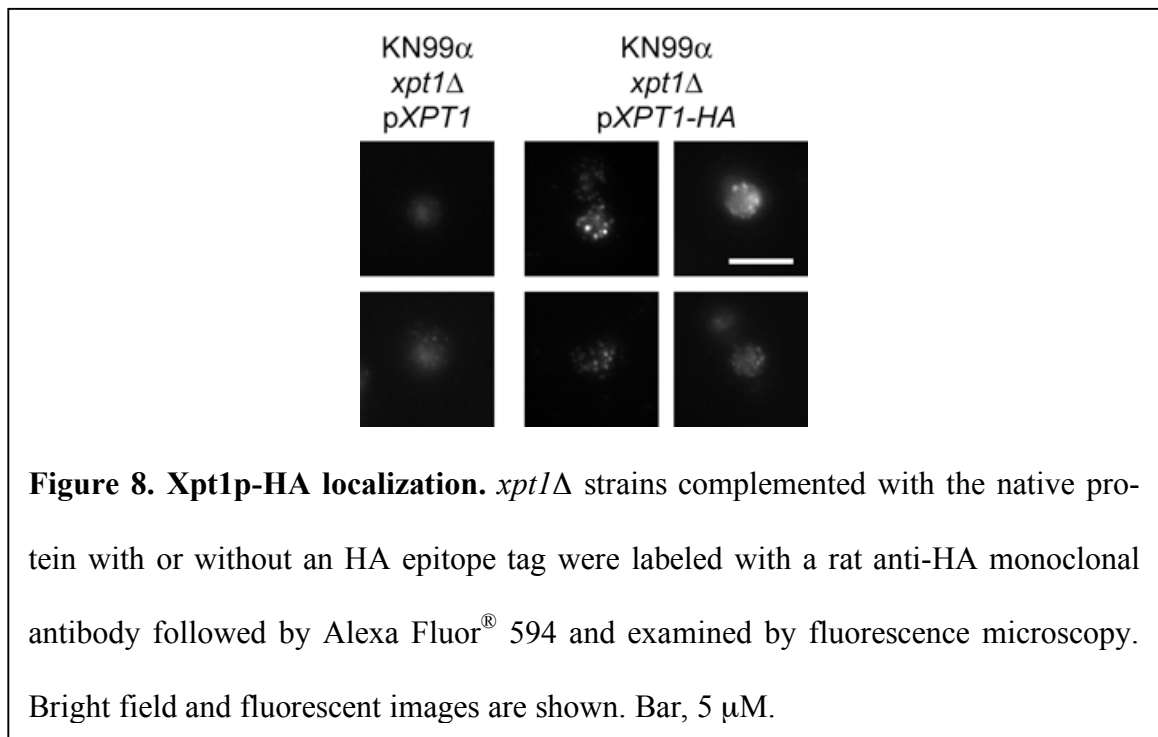 KN99α KN99α
xpt1Δ xpt1Δ
pXPT1 pXPT1-HA
Figure 8. Xpt1p-HA localization. xpt1Δ strains complemented with the native pro-
tein with or without an HA epitope tag were labeled with a rat anti-HA monoclonal
antibody followed by Alexa Fluor® 594 and examined by fluorescence microscopy.
Bright field and fluorescent images are shown. Bar, 5 μM.